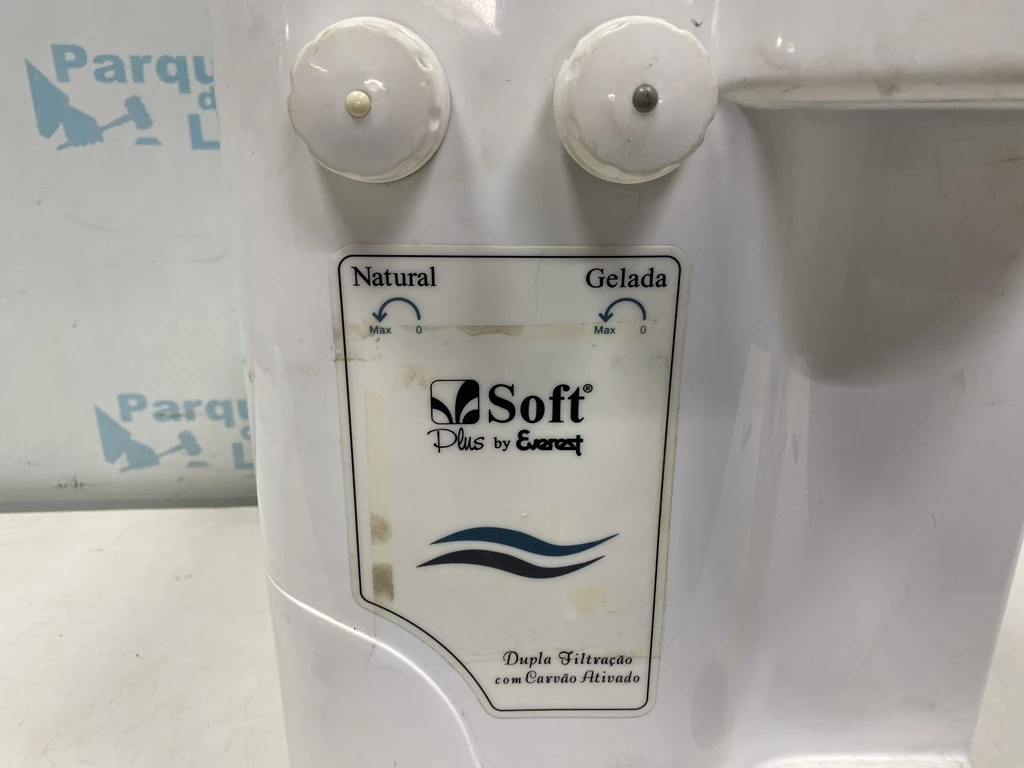 Parqu
d
L
Natural Gelada
Max 0 Max 0
Soft®
Plus by Everest
Parqu
d
L
Dupla Filtração
com Carvão Ativado